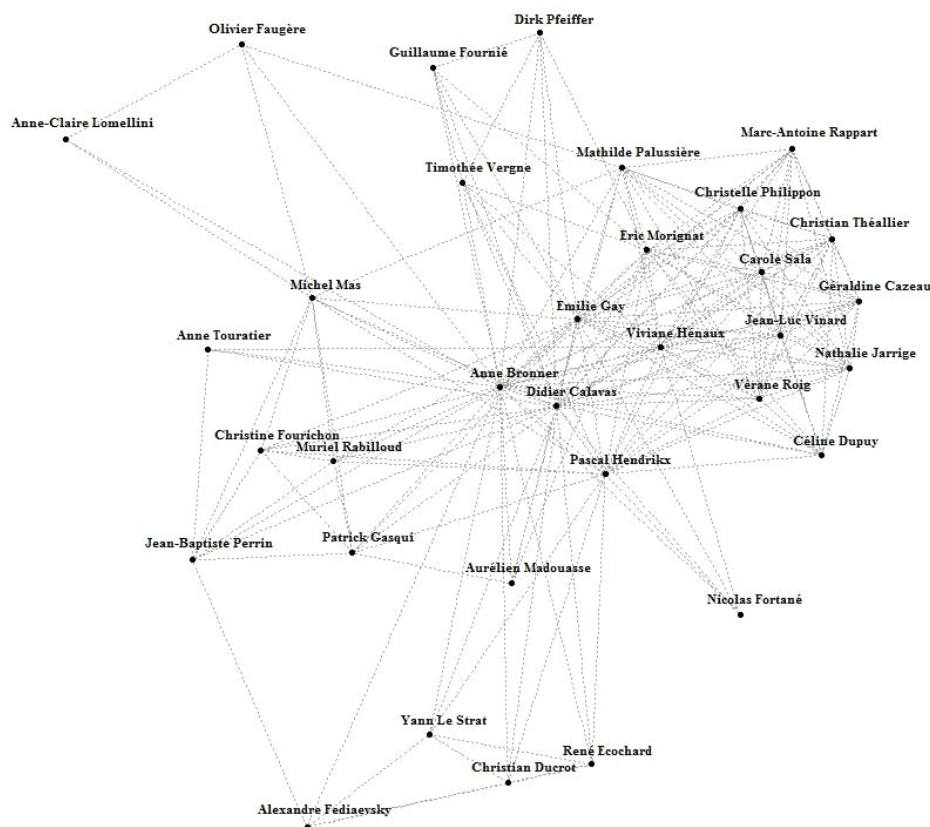 Dirk Pfeiffer
Olivier Faugère
Guillaume Fournié
Anne-Claire Lomellini
Marc-Antoine Rappart
Mathilde Palussière
Timothée Vergne
Christelle Philippon
Christian Théallier
Eric Morignat
Carole Sala
Michel Mas
Géraldine Cazeau
Emilie Gay
Jean-Luc Vinard
Anne Touratier
Viviane Hénaux
Nathalie Jarrige
Anne Bronner
Vérane Roig
Didier Calavas
Christine Fourichon
Céline Dupuy
Muriel Rabilloud
Pascal Hendrikx
Patrick Gasqui
Jean-Baptiste Perrin
Aurélien Madouasse
Nicolas Fortané
Yann Le Strat
René Ecochard
Christian Ducrot
Alexandre Fediaevsky